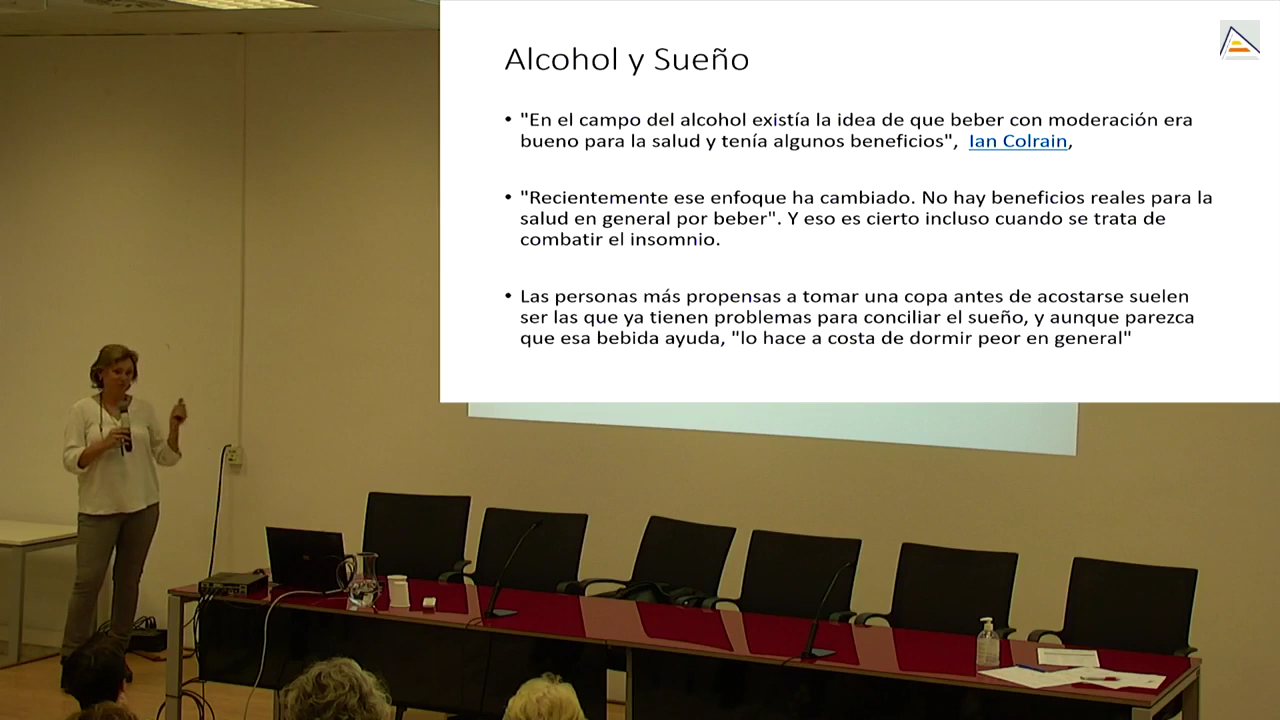 Alcohol y Sueño
• "En el campo del alcohol existía la idea de que beber con moderación era
bueno para la salud y tenía algunos beneficios", Ian Colrain,
• "Recientemente ese enfoque ha cambiado. No hay beneficios reales para la
salud en general por beber". Y eso es cierto incluso cuando se trata de
combatir el insomnio.
• Las personas más propensas a tomar una copa antes de acostarse suelen
ser las que ya tienen problemas para conciliar el sueño, y aunque parezca
que esa bebida ayuda, "lo hace a costa de dormir peor en general"